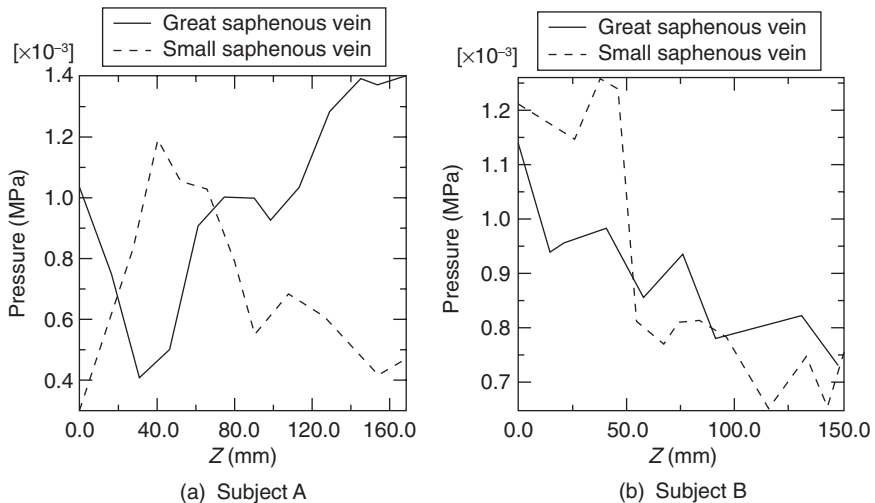 Great saphenous vein
Small saphenous vein
[×10⁻³]
1.4
1.2
1.0
0.8
0.6
0.4
Pressure (MPa)
0.0 40.0 80.0 120.0 160.0
Z (mm)
(a) Subject A
Great saphenous vein
Small saphenous vein
[×10⁻³]
1.2
1.1
1.0
0.9
0.8
0.7
Pressure (MPa)
0.0 50.0 100.0 150.0
Z (mm)
(b) Subject B